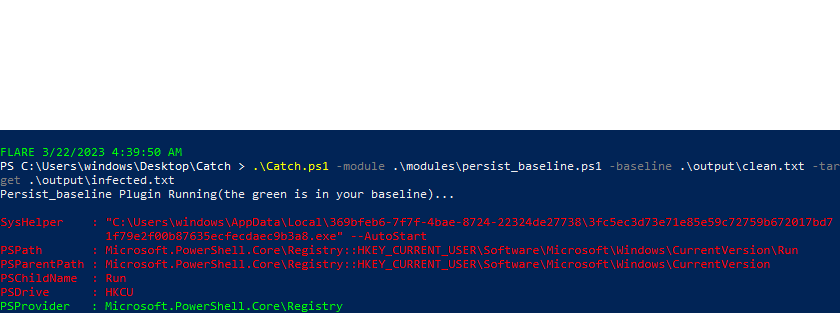 FLARE 3/22/2023 4:39:50 AM
PS C:\Users\windows\Desktop\Catch > .\Catch.ps1 -module .\modules\persist_baseline.ps1 -baseline .\output\clean.txt -tar
get .\output\infected.txt
Persist_baseline Plugin Running(the green is in your baseline)...
SysHelper    : "C:\Users\windows\AppData\Local\369bfeb6-7f7f-4bae-8724-22324de27738\3fc5ec3d73e71e85e59c72759b672017bd7
1f79e2f00b87635ecfecdaec9b3a8.exe" --AutoStart
PSPath       : Microsoft.PowerShell.Core\Registry::HKEY_CURRENT_USER\Software\Microsoft\Windows\CurrentVersion\Run
PSParentPath : Microsoft.PowerShell.Core\Registry::HKEY_CURRENT_USER\Software\Microsoft\Windows\CurrentVersion
PSChildName  : Run
PSDrive      : HKCU
PSProvider   : Microsoft.PowerShell.Core\Registry